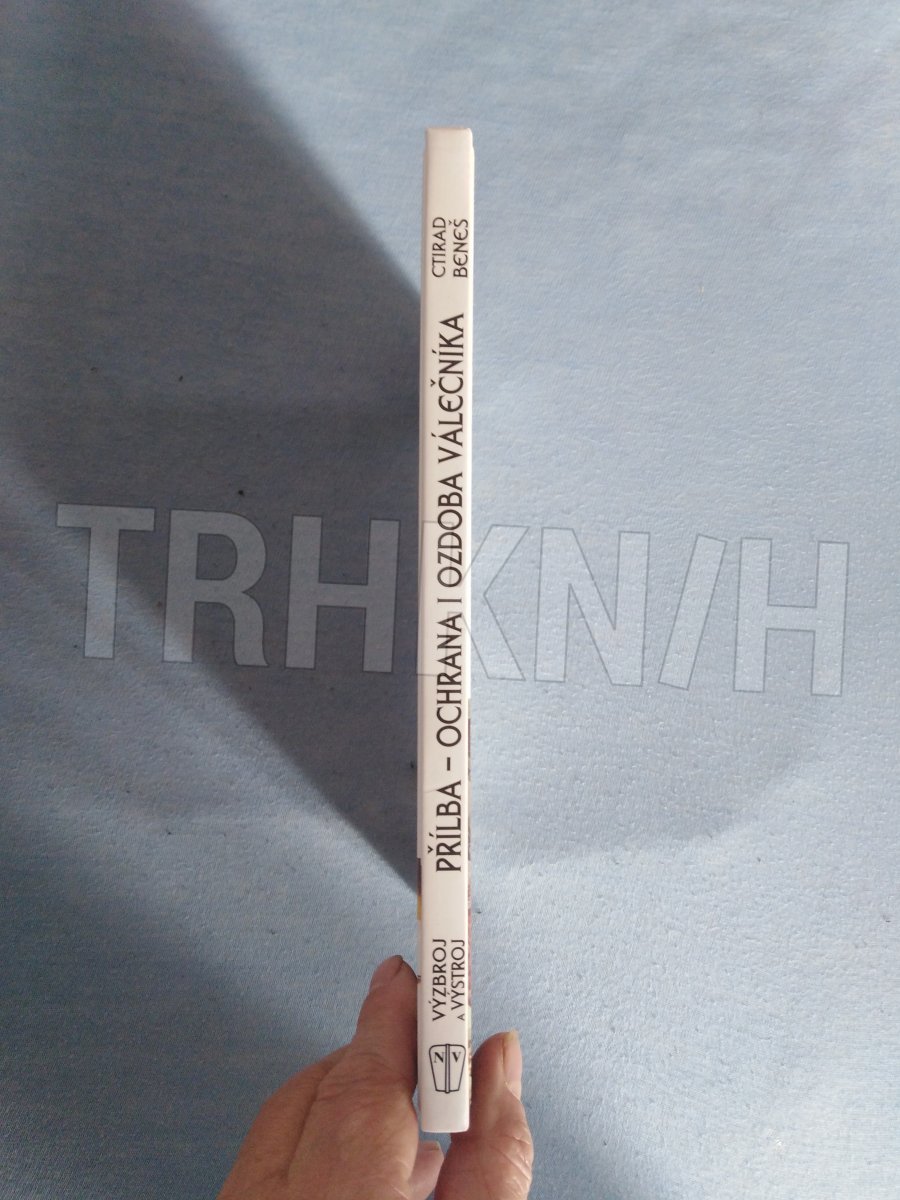 CTIRAD
BENEŠ
PŘÍLBA – OCHRANA I OZDOBA VÁLEČNÍKA
VÝZBROJ
A VÝSTROJ
N V
TRHKNIH